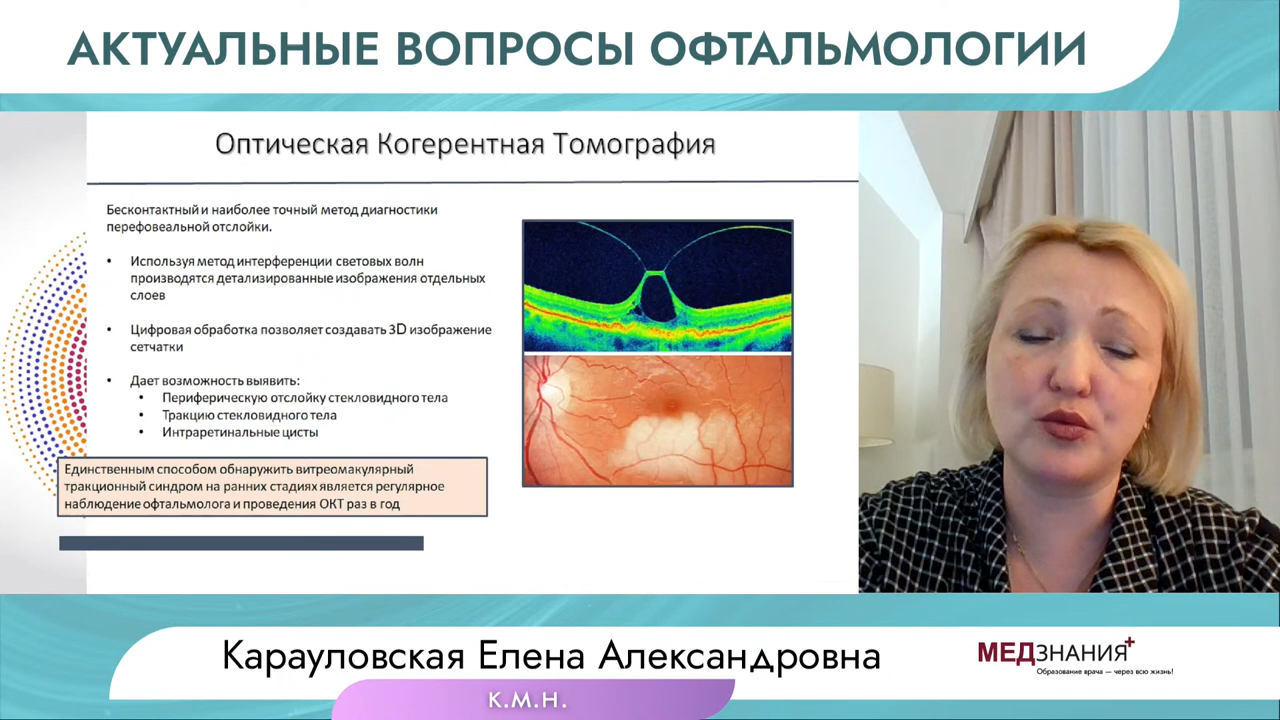 АКТУАЛЬНЫЕ ВОПРОСЫ ОФТАЛЬМОЛОГИИ
Оптическая Когерентная Томография
Бесконтактный и наиболее точный метод диагностики
перефовеальной отслойки.
• Используя метод интерференции световых волн
производятся детализированные изображения отдельных
слоев
• Цифровая обработка позволяет создавать 3D изображение
сетчатки
• Дает возможность выявить:
• Периферическую отслойку стекловидного тела
• Тракцию стекловидного тела
• Интраретинальные цисты
Единственным способом обнаружить витреомакулярный
тракционный синдром на ранних стадиях является регулярное
наблюдение офтальмолога и проведения ОКТ раз в год
Карауловская Елена Александровна
к.м.н.
МЕДЗНАНИЯ+
Образование врача — через всю жизнь!